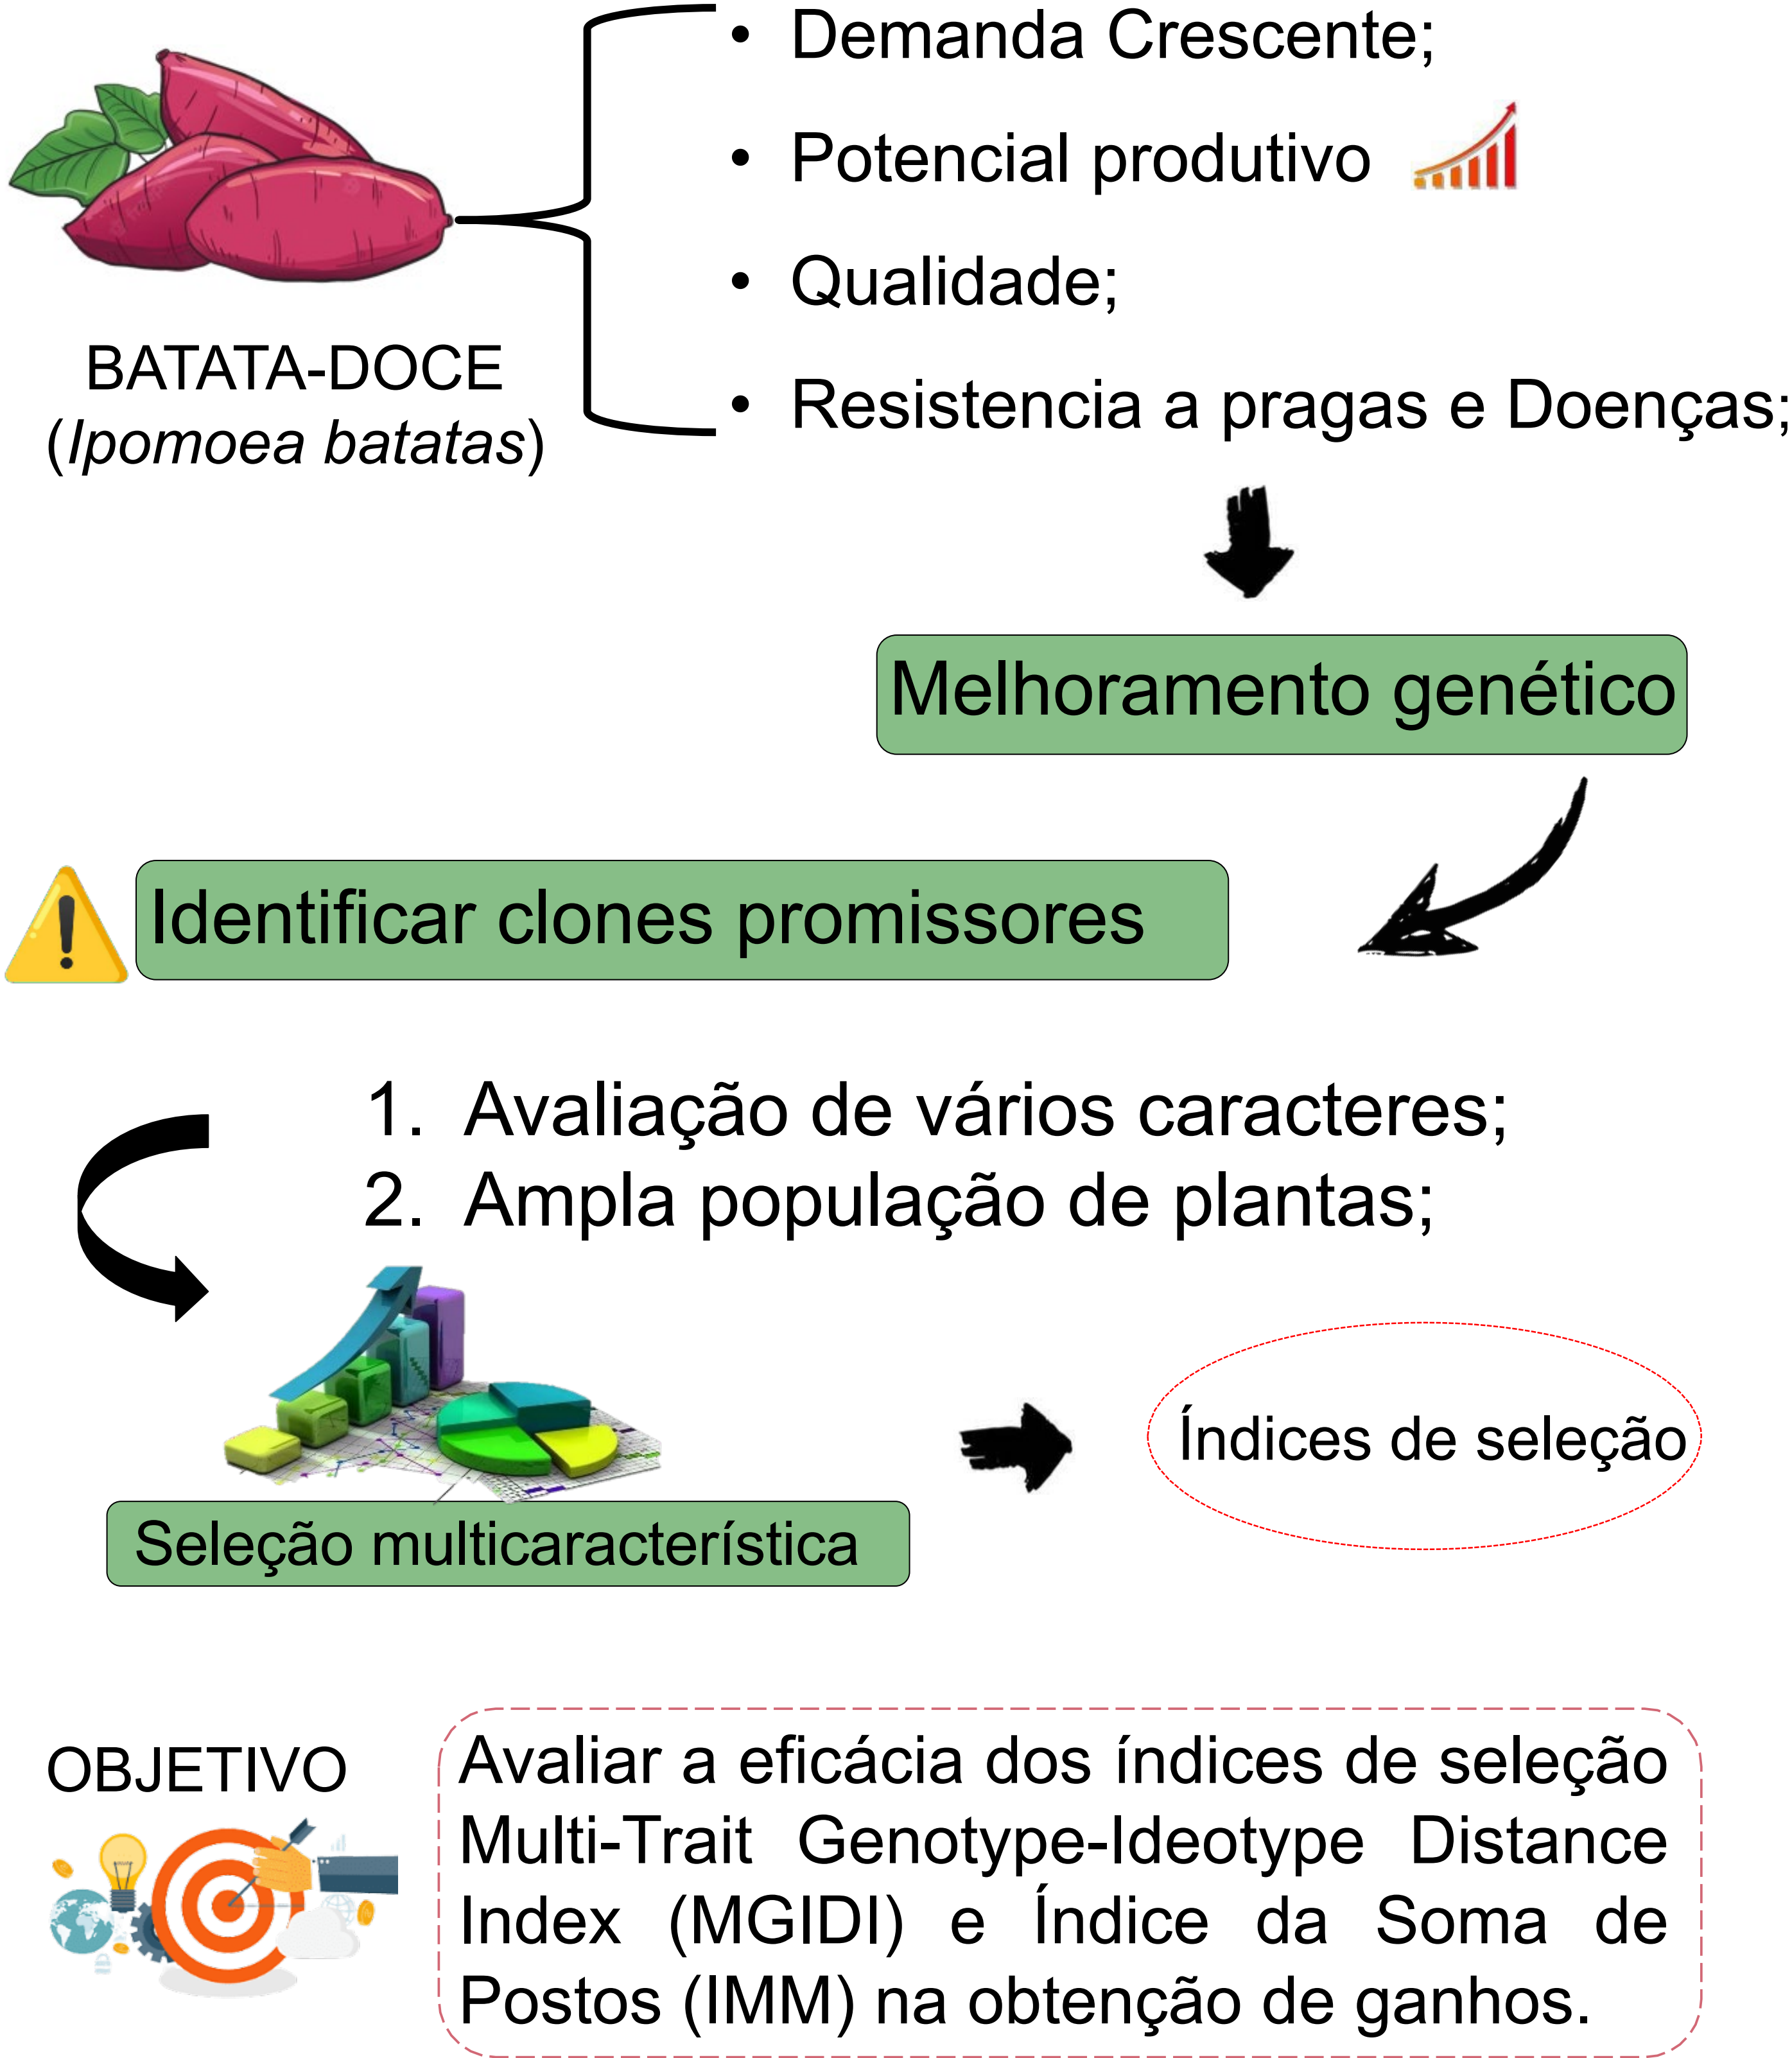 • Demanda Crescente;
• Potencial produtivo
• Qualidade;
• Resistencia a pragas e Doenças;
BATATA-DOCE
(Ipomoea batatas)
Melhoramento genético
Identificar clones promissores
1. Avaliação de vários caracteres;
2. Ampla população de plantas;
Índices de seleção
Seleção multicaracterística
OBJETIVO
Avaliar a eficácia dos índices de seleção
Multi-Trait Genotype-Ideotype Distance
Index (MGIDI) e Índice da Soma de
Postos (IMM) na obtenção de ganhos.